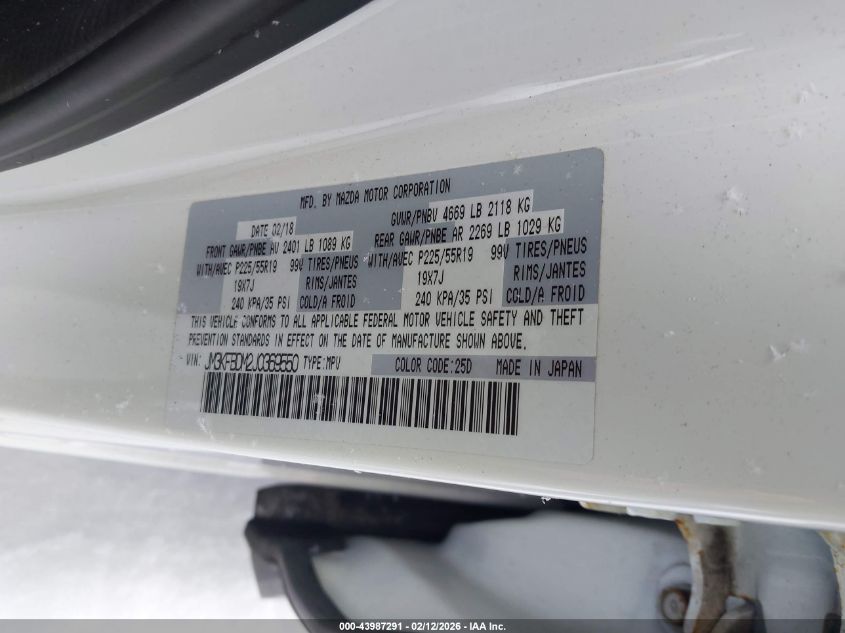 MFD. BY MAZDA MOTOR CORPORATION
DATE 02/18 GVWR/PNBV 4669 LB 2118 KG
FRONT GAWR/PNBE AV 2401 LB 1089 KG REAR GAWR/PNBE AR 2269 LB 1029 KG
WITH/AVEC P225/55R19 99V TIRES/PNEUS WITH/AVEC P225/55R19 99V TIRES/PNEUS
19X7J RIMS/JANTES 19X7J RIMS/JANTES
240 KPA/35 PSI COLD/A FROID 240 KPA/35 PSI COLD/A FROID
THIS VEHICLE CONFORMS TO ALL APPLICABLE FEDERAL MOTOR VEHICLE SAFETY AND THEFT
PREVENTION STANDARDS IN EFFECT ON THE DATE OF MANUFACTURE SHOWN ABOVE.
VIN: JM3KFBDM2J0369550 TYPE:MPV COLOR CODE:25D MADE IN JAPAN
000-43987291 - 02/12/2026 - IAA Inc.